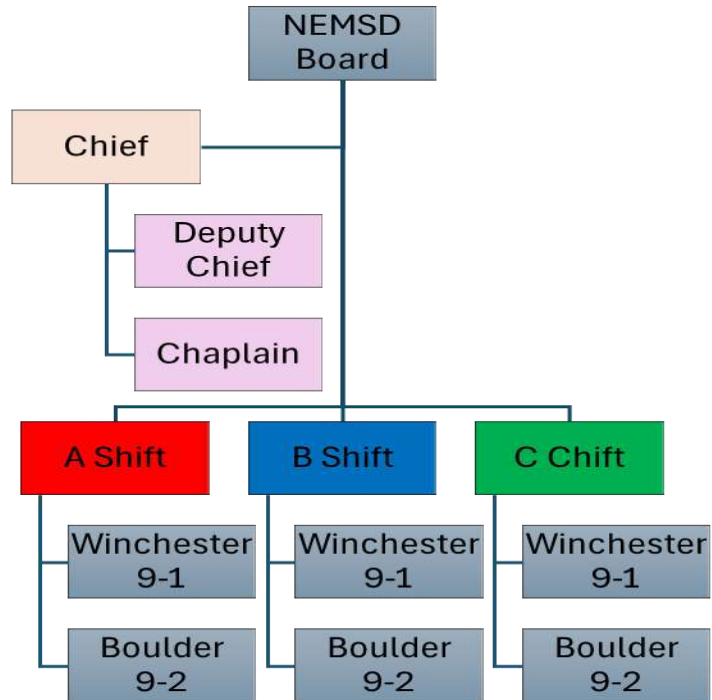 NEMSD
Board
Chief
Deputy
Chief
Chaplain
A Shift
B Shift
C Chift
Winchester
9-1
Winchester
9-1
Winchester
9-1
Boulder
9-2
Boulder
9-2
Boulder
9-2